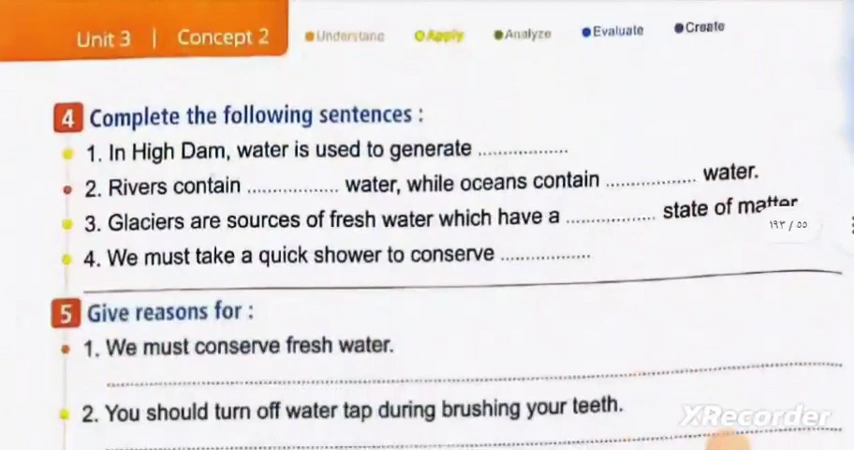 Unit 3 | Concept 2
Understand Apply Analyze Evaluate Create
4 Complete the following sentences :
1. In High Dam, water is used to generate ..................
2. Rivers contain .................. water, while oceans contain .................. water.
3. Glaciers are sources of fresh water which have a .................. state of matter
١٩٢ / ٥٥
4. We must take a quick shower to conserve ..................
5 Give reasons for :
1. We must conserve fresh water.
2. You should turn off water tap during brushing your teeth.
XRecorder